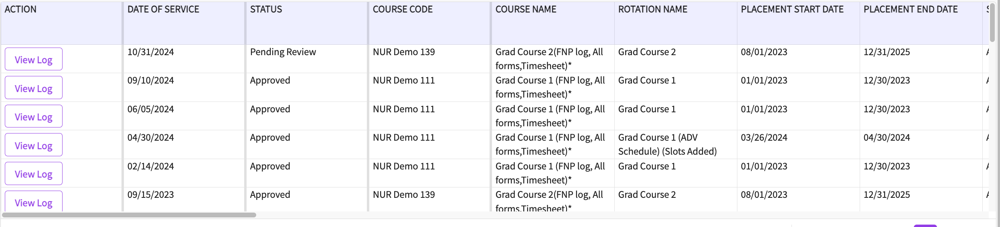 ACTION DATE OF SERVICE STATUS COURSE CODE COURSE NAME ROTATION NAME PLACEMENT START DATE PLACEMENT END DATE
View Log 10/31/2024 Pending Review NUR Demo 139 Grad Course 2(FNP log, All Grad Course 2 08/01/2023 12/31/2025
forms,Timesheet)*
View Log 09/10/2024 Approved NUR Demo 111 Grad Course 1 (FNP log, All Grad Course 1 01/01/2023 12/30/2023
forms,Timesheet)*
View Log 06/05/2024 Approved NUR Demo 111 Grad Course 1 (FNP log, All Grad Course 1 01/01/2023 12/30/2023
forms,Timesheet)*
View Log 04/30/2024 Approved NUR Demo 111 Grad Course 1 (FNP log, All Grad Course 1 (ADV 03/26/2024 04/30/2024
forms,Timesheet)* Schedule) (Slots Added)
View Log 02/14/2024 Approved NUR Demo 111 Grad Course 1 (FNP log, All Grad Course 1 01/01/2023 12/30/2023
forms,Timesheet)*
View Log 09/15/2023 Approved NUR Demo 139 Grad Course 2(FNP log, All Grad Course 2 08/01/2023 12/31/2025
forms,Timesheet)*